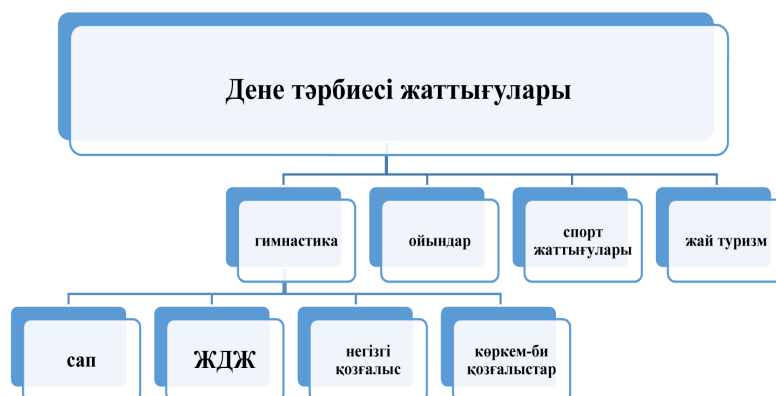 Дене тәрбиесі жаттығулары
гимнастика
ойындар
спорт
жаттығулары
жай туризм
сап
ЖДЖ
негізгі
қозғалыс
көркем-би
қозғалыстар